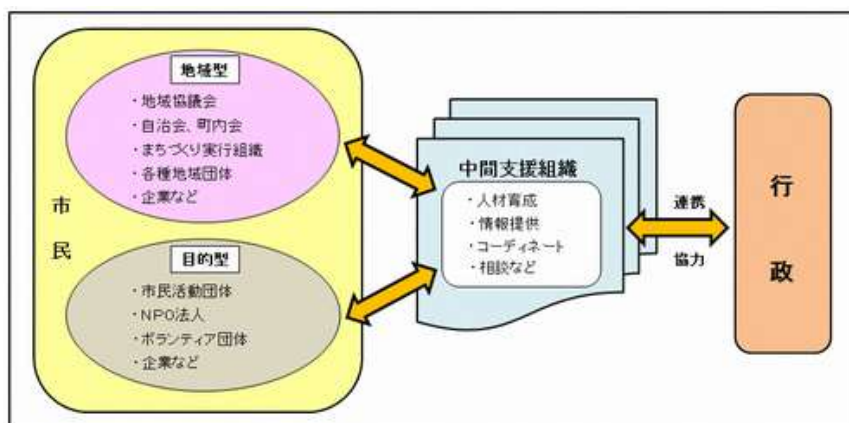 市民
地域型
・地域協議会
・自治会、町内会
・まちづくり実行組織
・各種地域団体
・企業など
目的型
・市民活動団体
・NPO法人
・ボランティア団体
・企業など
中間支援組織
・人材育成
・情報提供
・コーディネート
・相談など
連携
協力
行政